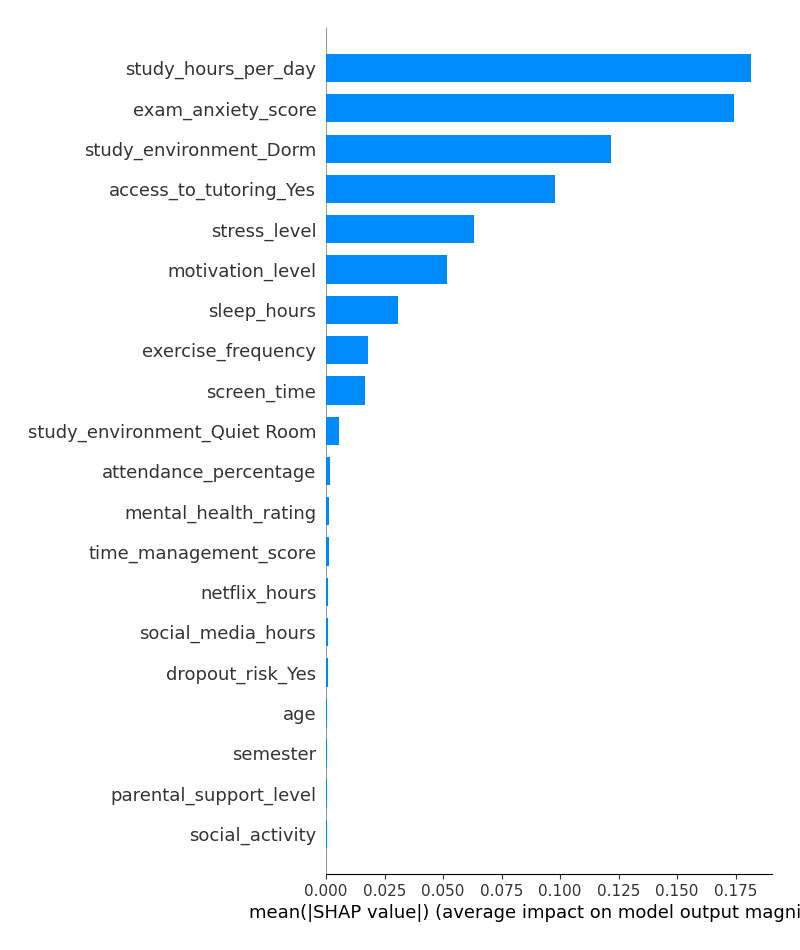 study_hours_per_day
exam_anxiety_score
study_environment_Dorm
access_to_tutoring_Yes
stress_level
motivation_level
sleep_hours
exercise_frequency
screen_time
study_environment_Quiet Room
attendance_percentage
mental_health_rating
time_management_score
netflix_hours
social_media_hours
dropout_risk_Yes
age
semester
parental_support_level
social_activity
0.000 0.025 0.050 0.075 0.100 0.125 0.150 0.175
mean(|SHAP value|) (average impact on model output magni